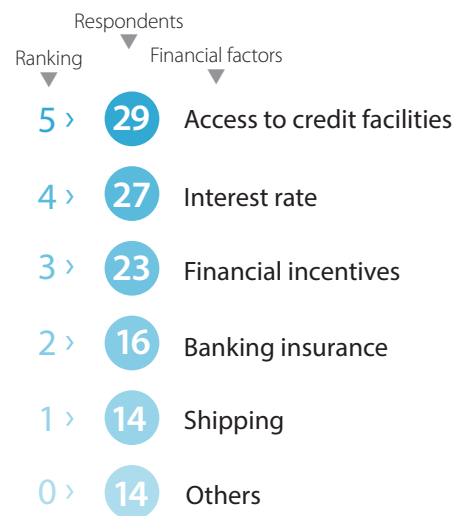 Respondents
Ranking
Financial factors
5 › 29 Access to credit facilities
4 › 27 Interest rate
3 › 23 Financial incentives
2 › 16 Banking insurance
1 › 14 Shipping
0 › 14 Others